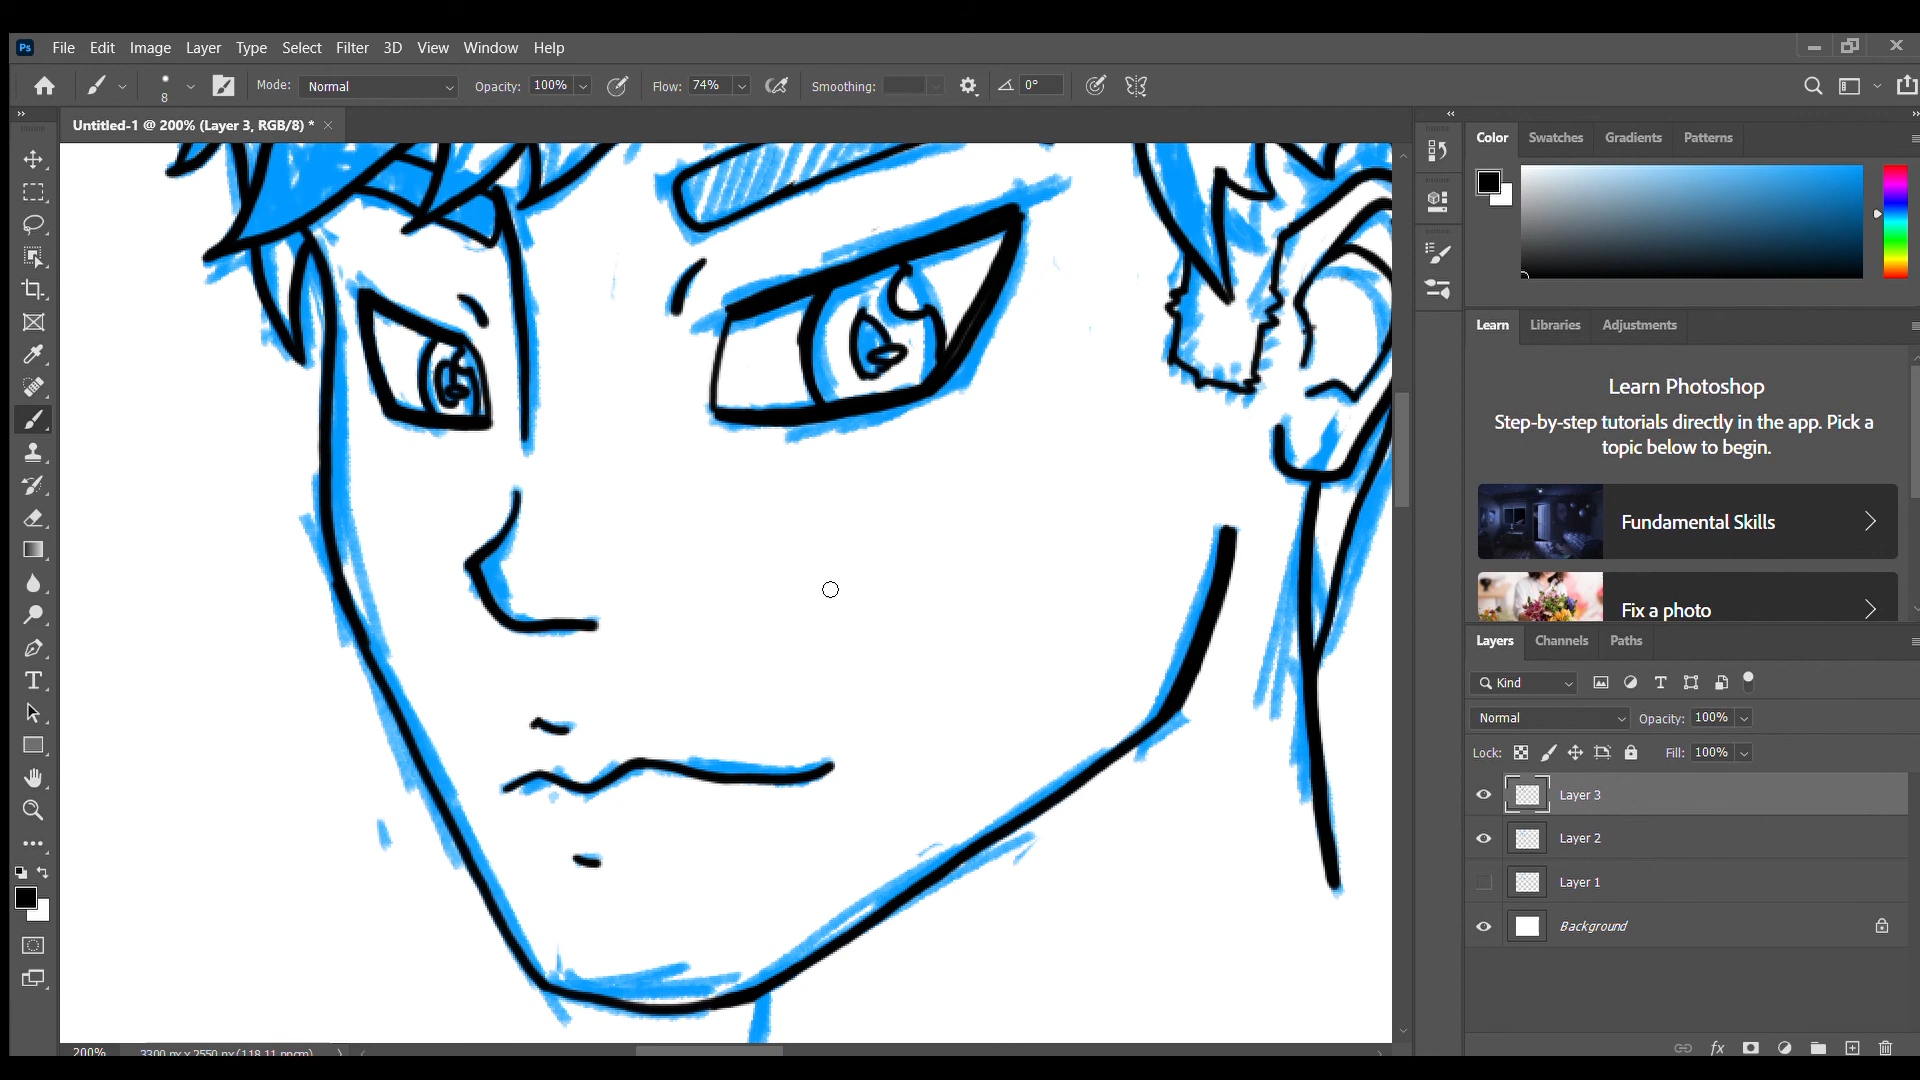 Ps File Edit Image Layer Type Select Filter 3D View Window Help
8 Mode: Normal Opacity: 100% Flow: 74% Smoothing: 0°
Untitled-1 @ 200% (Layer 3, RGB/8) *
Color Swatches Gradients Patterns
Learn Libraries Adjustments
Learn Photoshop
Step-by-step tutorials directly in the app. Pick a
topic below to begin.
Fundamental Skills
Fix a photo
Layers Channels Paths
Kind
Normal Opacity: 100%
Lock: Fill: 100%
Layer 3
Layer 2
Layer 1
Background
fx
200% 3300 px x 2550 px (118.11 ppcm)